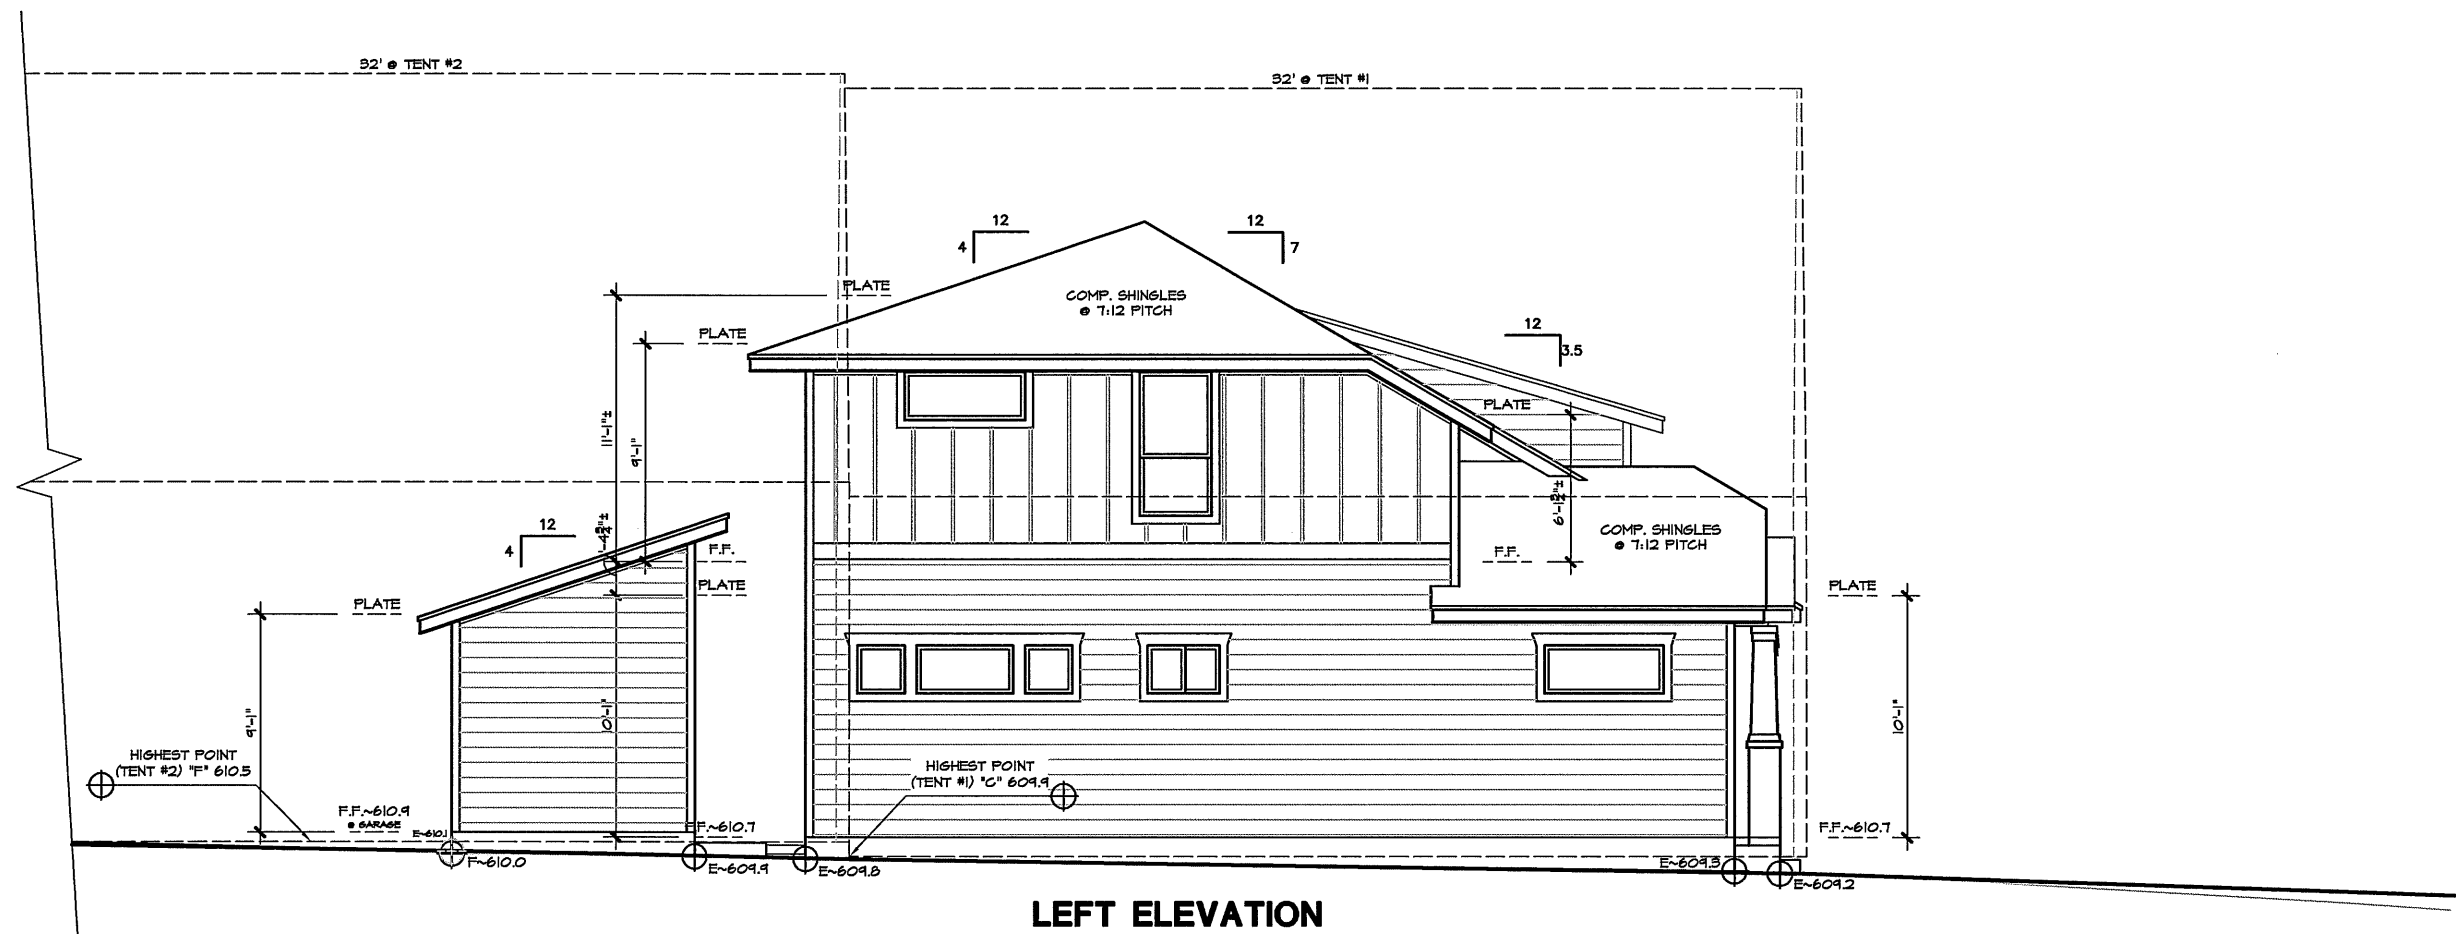 32' @ TENT #2
32' @ TENT #1
12
4
12
7
PLATE
COMP. SHINGLES
@ 7:12 PITCH
PLATE
12
3.5
PLATE
11'-1"±
9'-1"
6'-1½"±
12
4
COMP. SHINGLES
@ 7:12 PITCH
F.F.
F.F.
PLATE
PLATE
PLATE
9'-1"
10'-1"
10'-1"
HIGHEST POINT
(TENT #2) "F" 610.5
HIGHEST POINT
(TENT #1) "C" 609.9
F.F.~610.9
@ GARAGE
E~610.1
F.F.~610.7
F.F.~610.7
F~610.0
E~609.9
E~609.8
E~609.3
E~609.2
LEFT ELEVATION